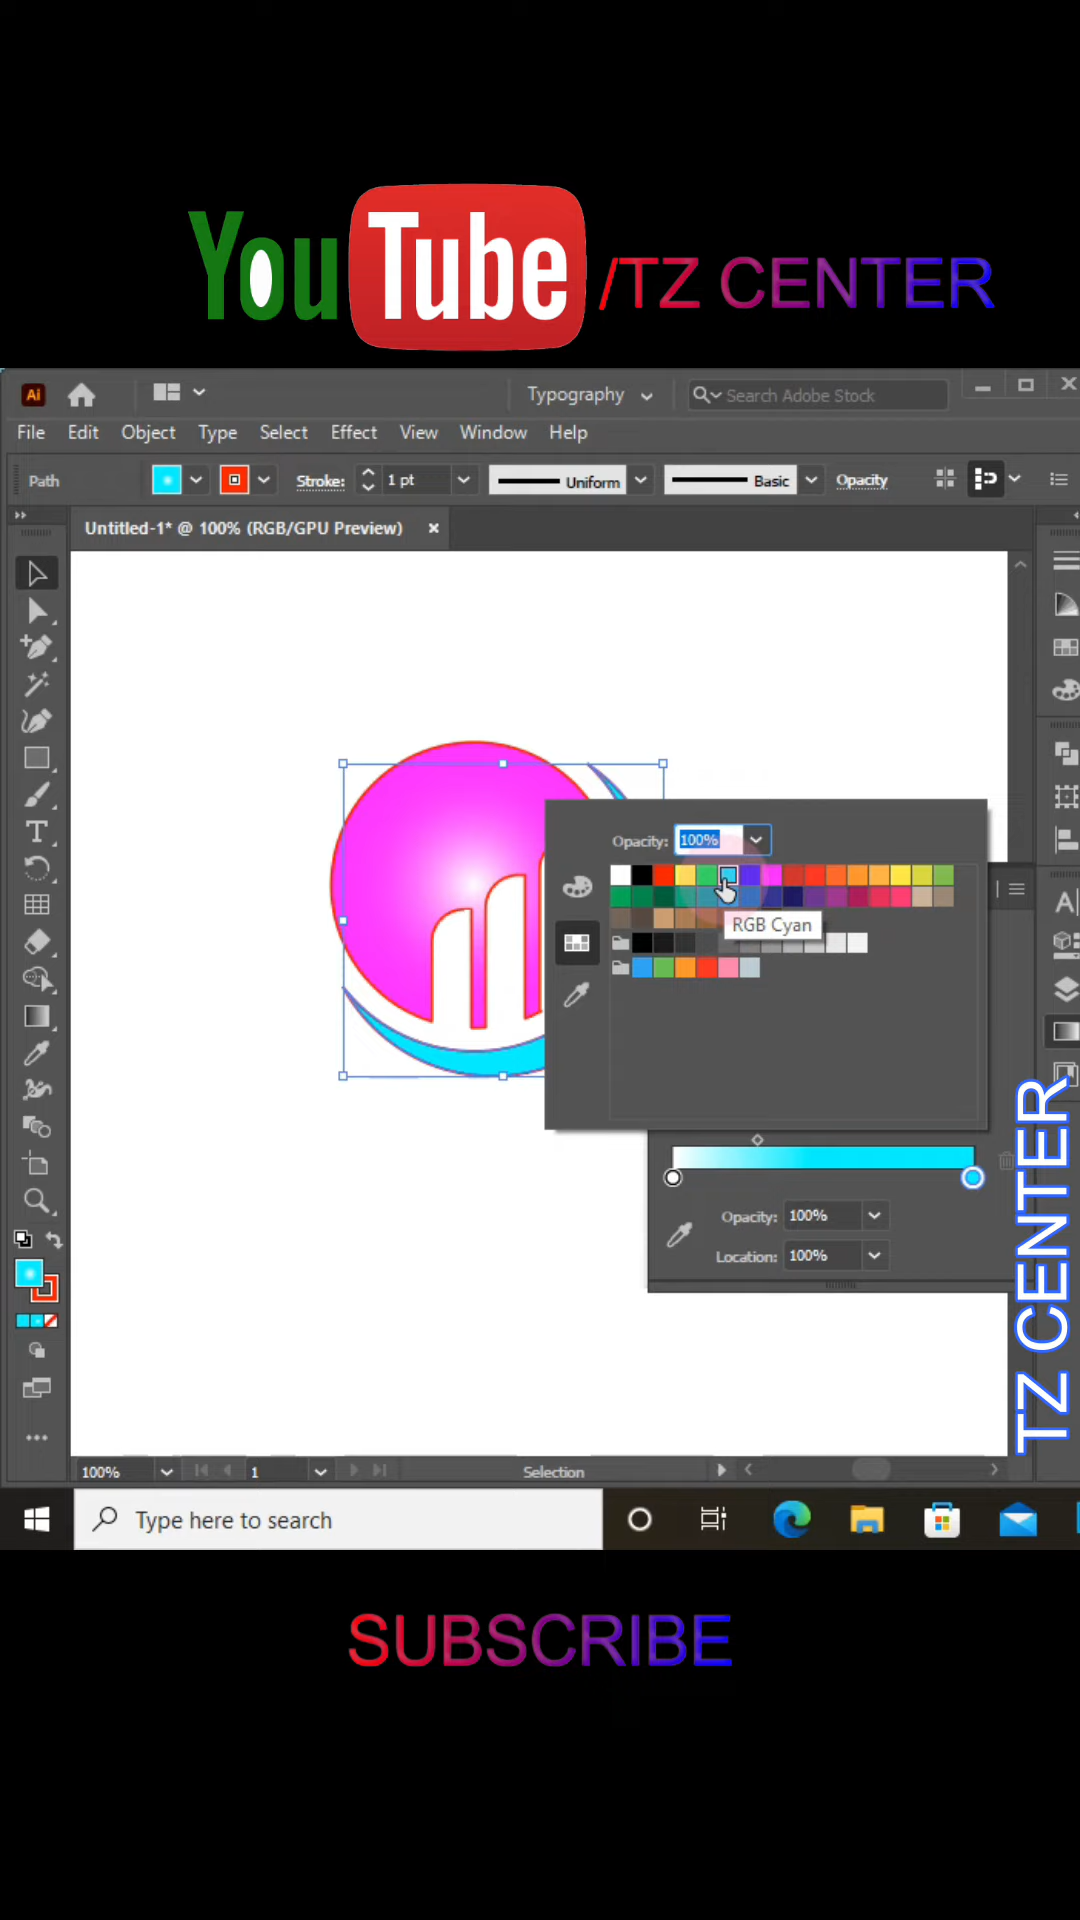 YouTube /TZ CENTER
Ai
Typography
Search Adobe Stock
File Edit Object Type Select Effect View Window Help
Path
Stroke: 1 pt
Uniform
Basic
Opacity
Untitled-1* @ 100% (RGB/GPU Preview)
Opacity: 100%
RGB Cyan
Opacity: 100%
Location: 100%
TZ CENTER
100%
1
Selection
Type here to search
SUBSCRIBE